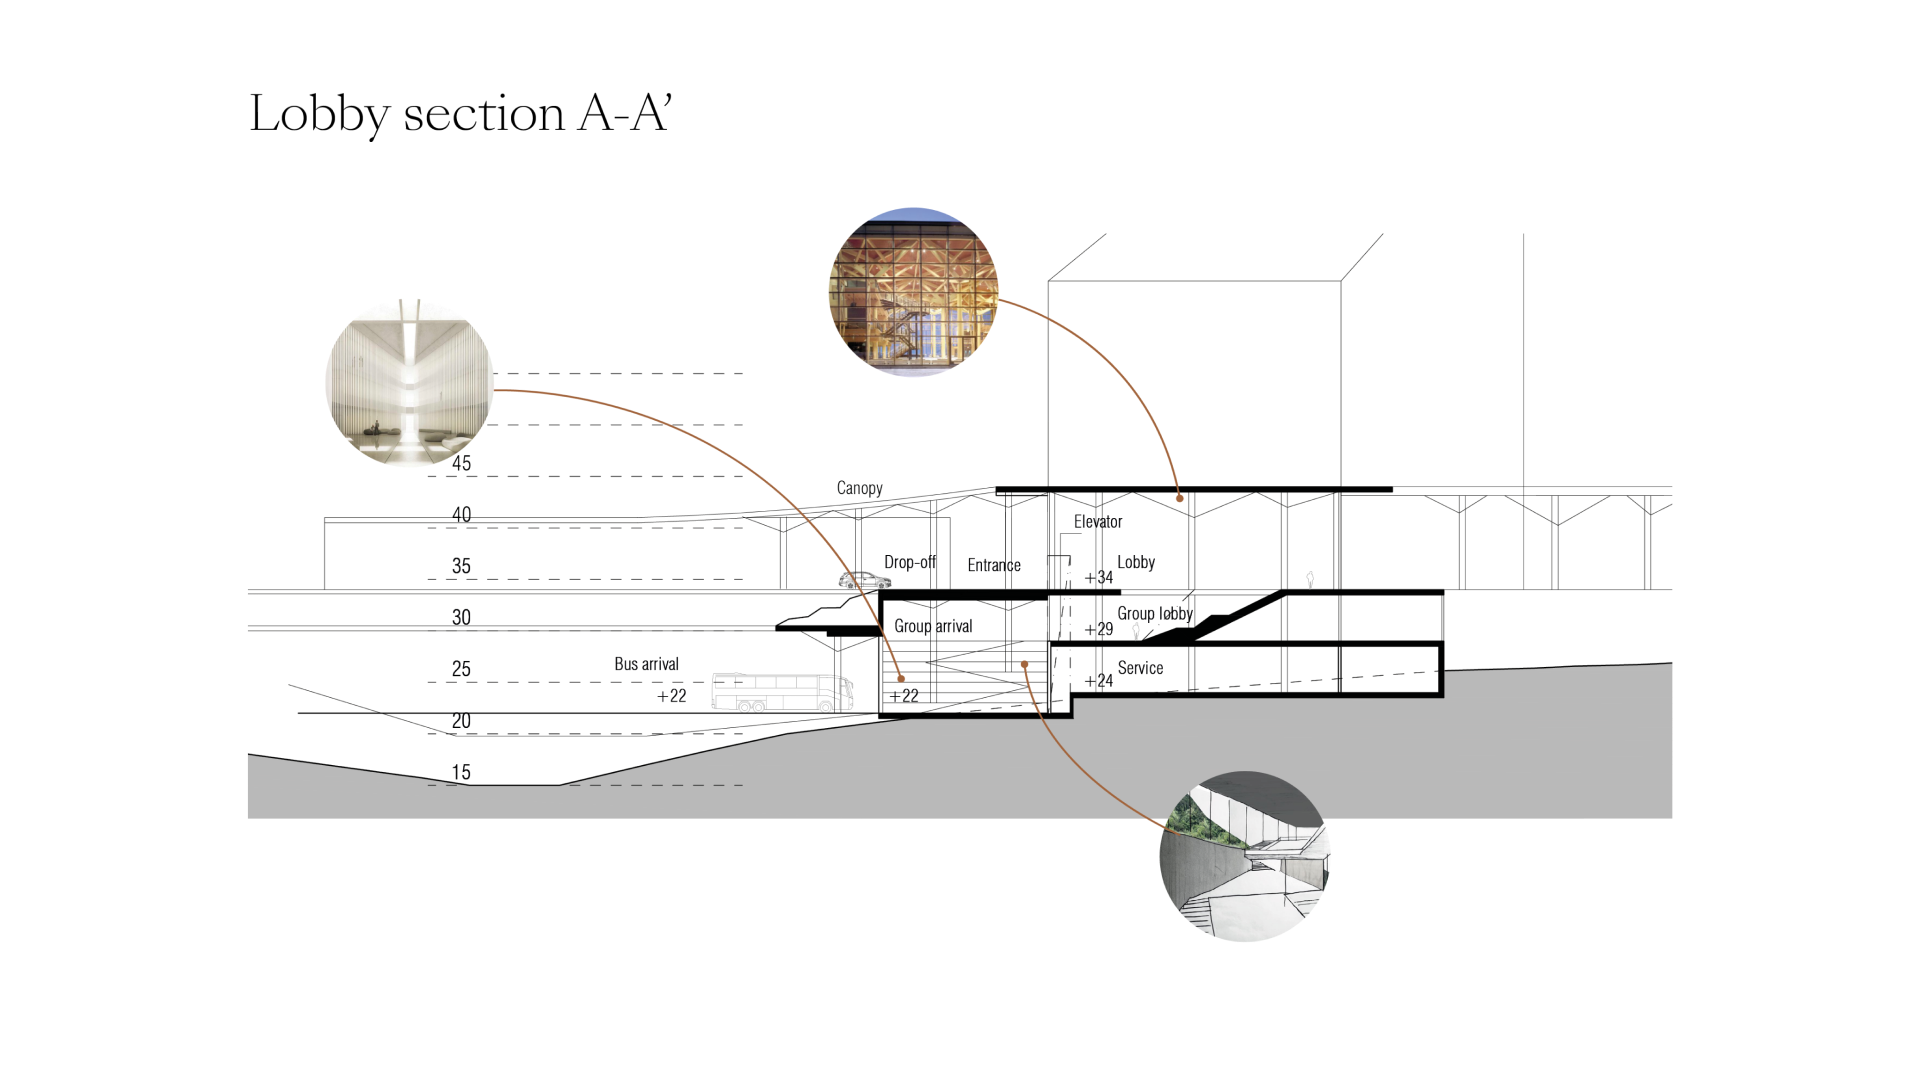 Lobby section A-A’
45
Canopy
40
Elevator
35
Drop-off
Entrance
Lobby
+34
30
Group arrival
Group lobby
+29
25
Bus arrival
Service
+22
+22
+24
20
15